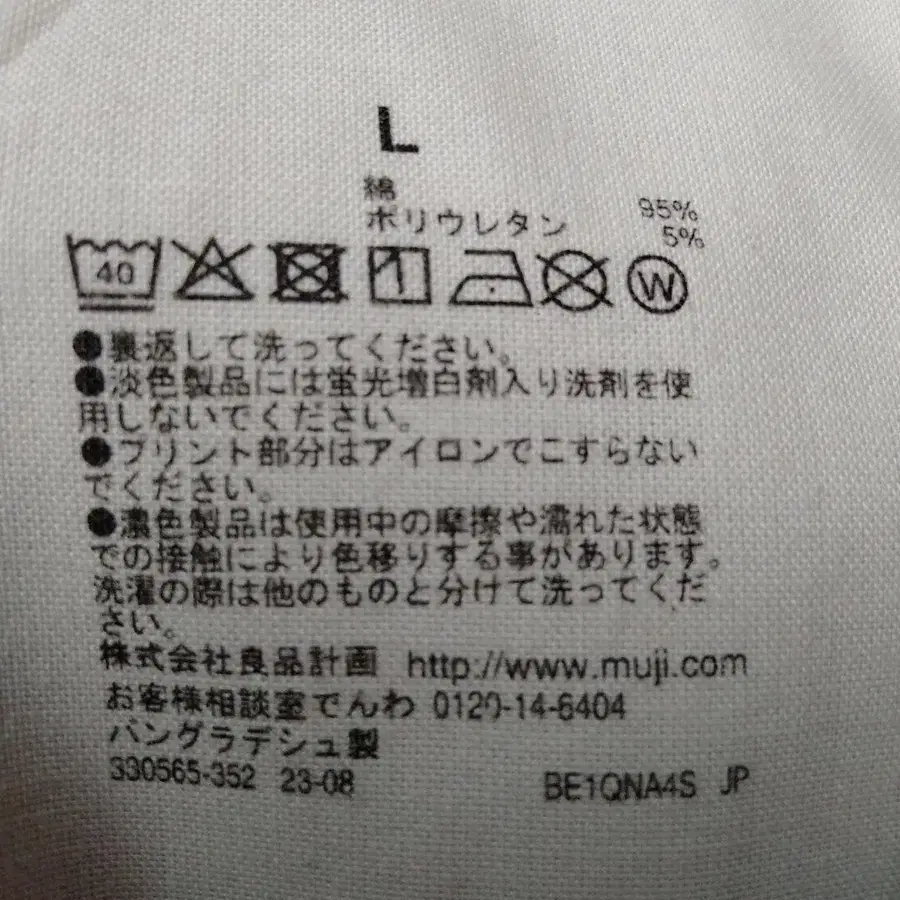 L
綿 95%
ポリウレタン 5%
40 W
●裏返して洗ってください。
●淡色製品には蛍光増白剤入り洗剤を使
用しないでください。
●プリント部分はアイロンでこすらない
でください。
●濃色製品は使用中の摩擦や濡れた状態
での接触により色移りする事があります。
洗濯の際は他のものと分けて洗ってくだ
さい。
株式会社良品計画 http://www.muji.com
お客様相談室でんわ 0120-14-6404
バングラデシュ製
330565-352 23-08 BE1QNA4S JP